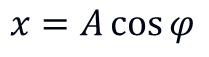 𝑥 = 𝐴 cos 𝜑